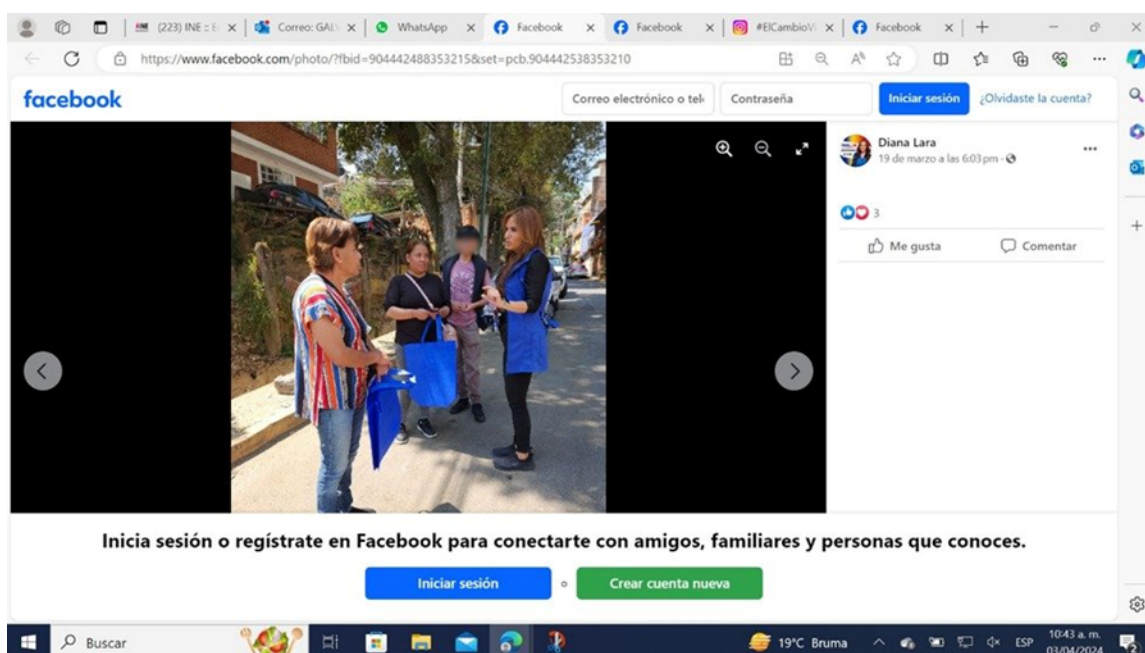 (223) INE
Correo: GAL
WhatsApp
Facebook
Facebook
#ElCambioVi
Facebook
https://www.facebook.com/photo/?fbid=904442488353215&set=pcb.904442538353210
facebook
Correo electrónico o tel
Contraseña
Iniciar sesión
¿Olvidaste la cuenta?
Diana Lara
19 de marzo a las 6:03 pm ·
3
Me gusta
Comentar
Inicia sesión o regístrate en Facebook para conectarte con amigos, familiares y personas que conoces.
Iniciar sesión
o
Crear cuenta nueva
Buscar
19°C Bruma
ESP
10:43 a. m.
03/04/2024